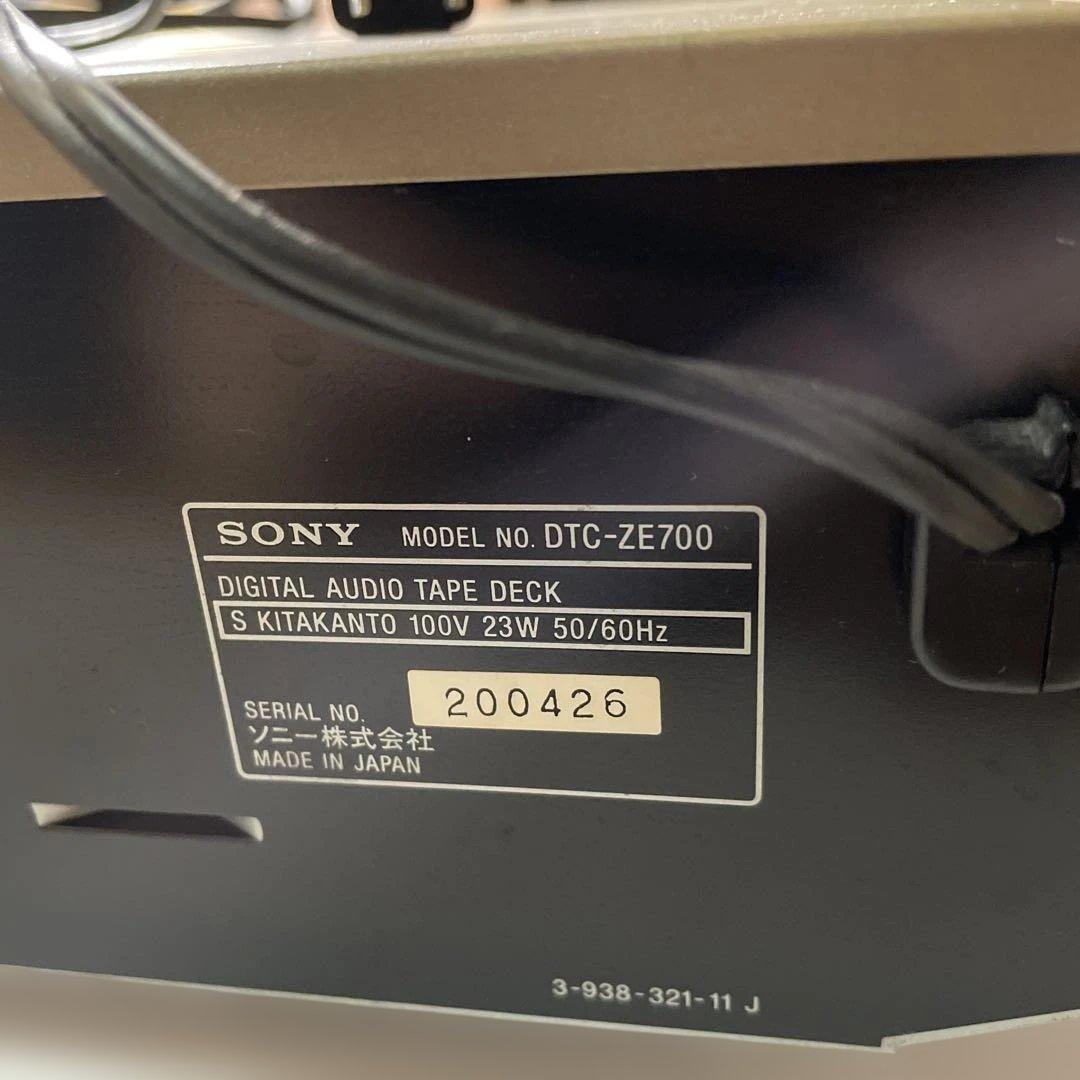 SONY MODEL NO. DTC-ZE700
DIGITAL AUDIO TAPE DECK
S KITAKANTO 100V 23W 50/60Hz
SERIAL NO. 200426
ソニー株式会社
MADE IN JAPAN
3-938-321-11 J